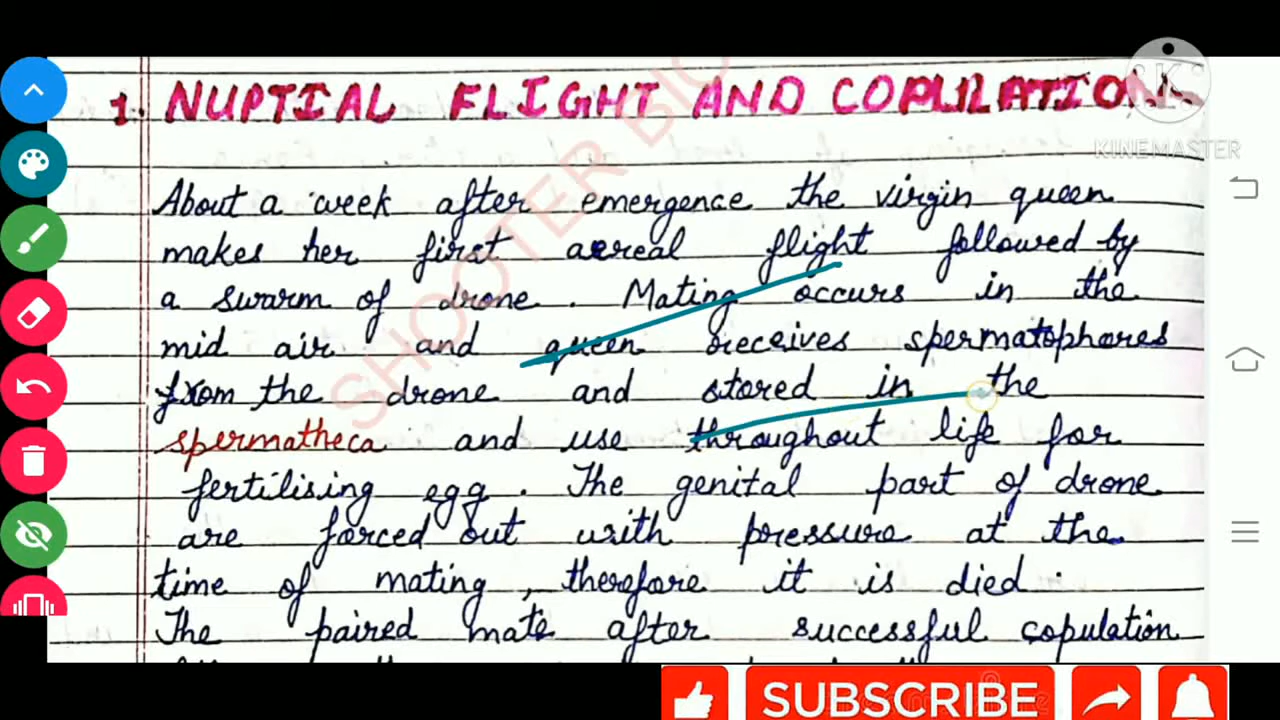 1. NUPTIAL FLIGHT AND COPULATIONS
KINEMASTER
About a week after emergence the virgin queen
makes her first aereal flight followed by
a swarm of drone. Mating occurs in the
mid air and queen receives spermatophores
from the drone and stored in the
spermatheca and use throughout life for
fertilising egg. The genital part of drone
are forced out with pressure at the
time of mating, therefore it is died.
The paired mate after successful copulation
SHOOTER BIO
SUBSCRIBE